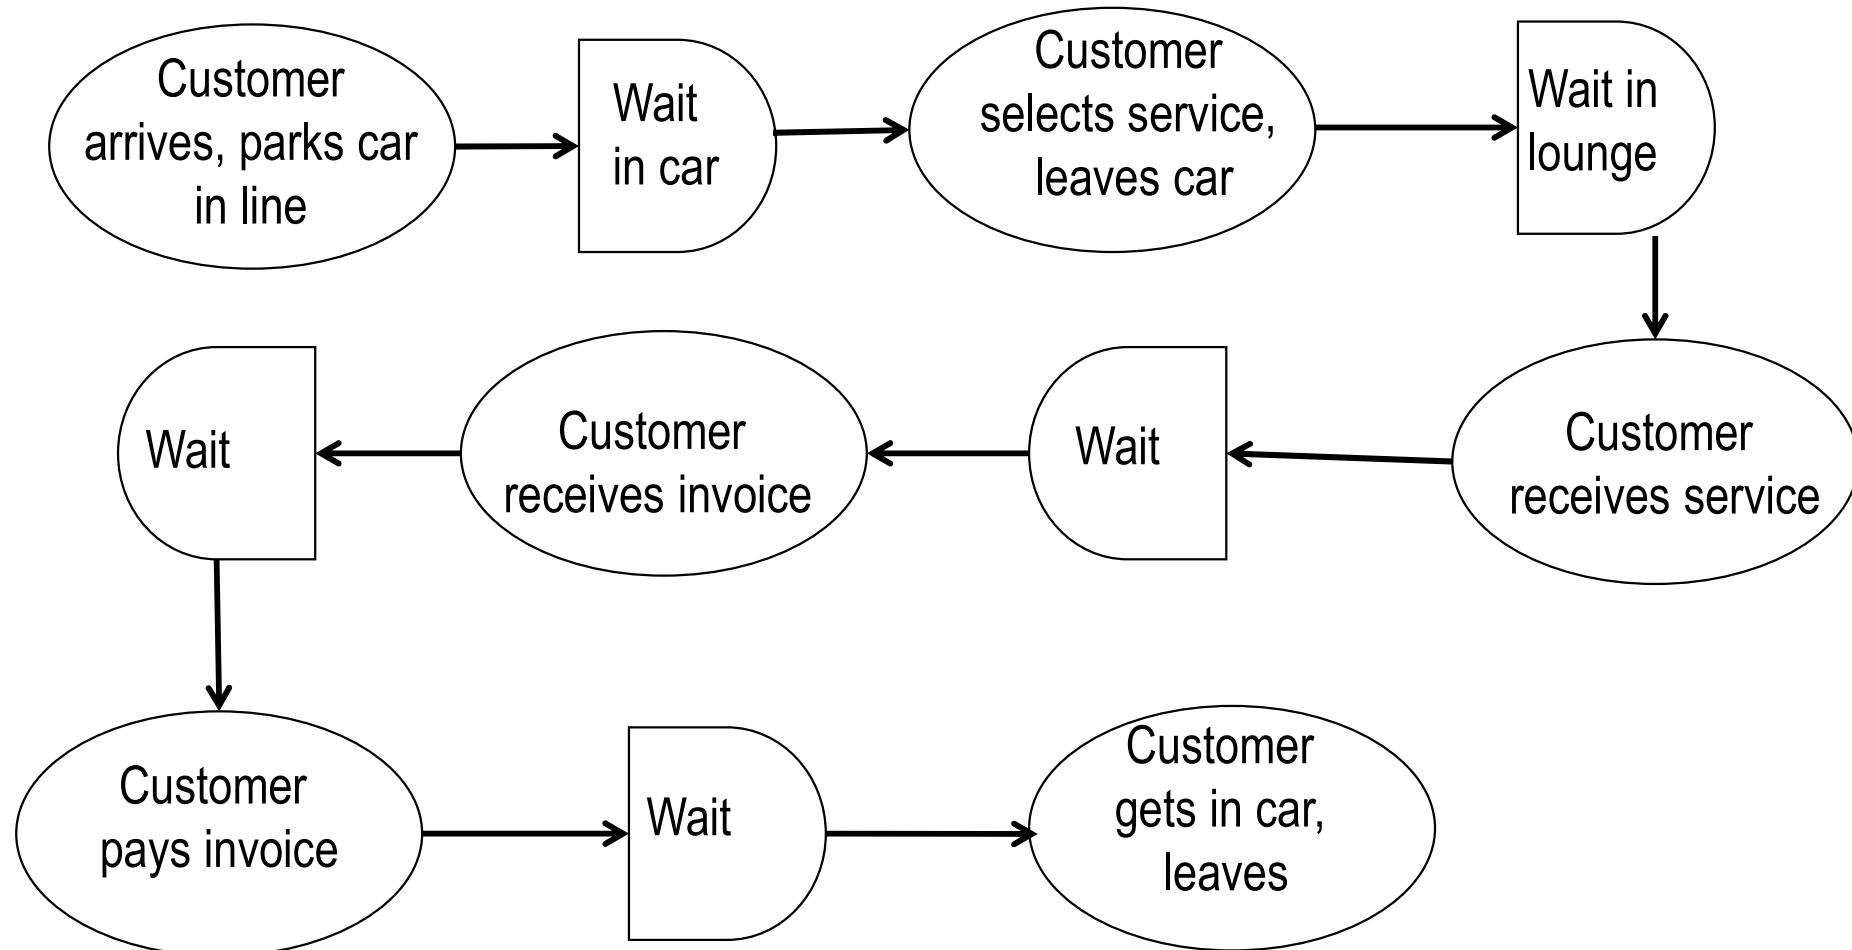 Customer
arrives, parks car
in line
Wait
in car
Customer
selects service,
leaves car
Wait in
lounge
Customer
receives service
Wait
Customer
receives invoice
Wait
Customer
pays invoice
Wait
Customer
gets in car,
leaves